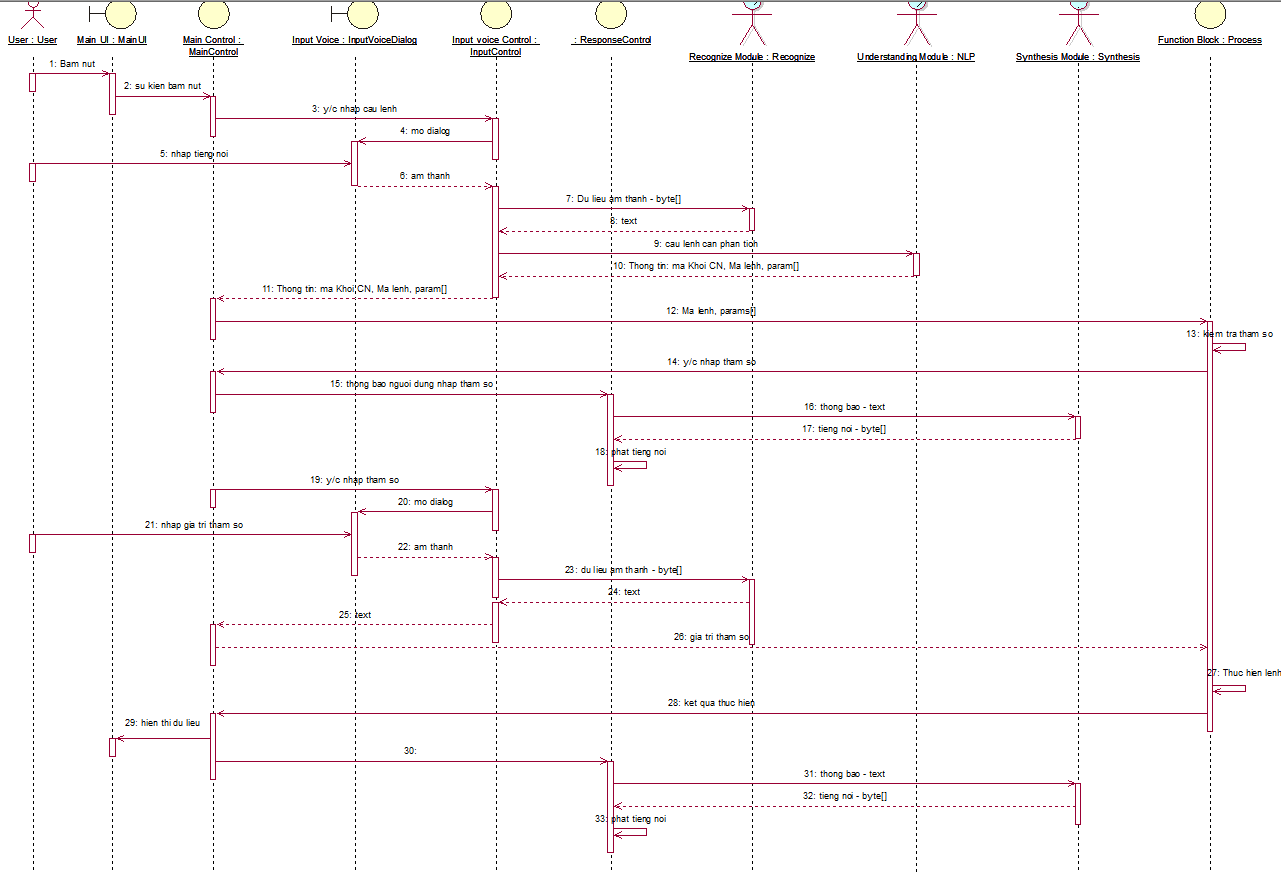 User : User
Main UI : MainUI
Main Control :
MainControl
Input Voice : InputVoiceDialog
Input voice Control :
InputControl
: ResponseControl
Recognize Module : Recognize
Understanding Module : NLP
Synthesis Module : Synthesis
Function Block : Process
1: Bam nut
2: su kien bam nut
3: y/c nhap cau lenh
4: mo dialog
5: nhap tieng noi
6: am thanh
7: Du lieu am thanh - byte[]
8: text
9: cau lenh can phan tich
10: Thong tin: ma Khoi CN, Ma lenh, param[]
11: Thong tin: ma Khoi CN, Ma lenh, param[]
12: Ma lenh, params[]
13: kiem tra tham so
14: y/c nhap tham so
15: thong bao nguoi dung nhap tham so
16: thong bao - text
17: tieng noi - byte[]
18: phat tieng noi
19: y/c nhap tham so
20: mo dialog
21: nhap gia tri tham so
22: am thanh
23: du lieu am thanh - byte[]
24: text
25: text
26: gia tri tham so
27: Thuc hien lenh
28: ket qua thuc hien
29: hien thi du lieu
30:
31: thong bao - text
32: tieng noi - byte[]
33: phat tieng noi